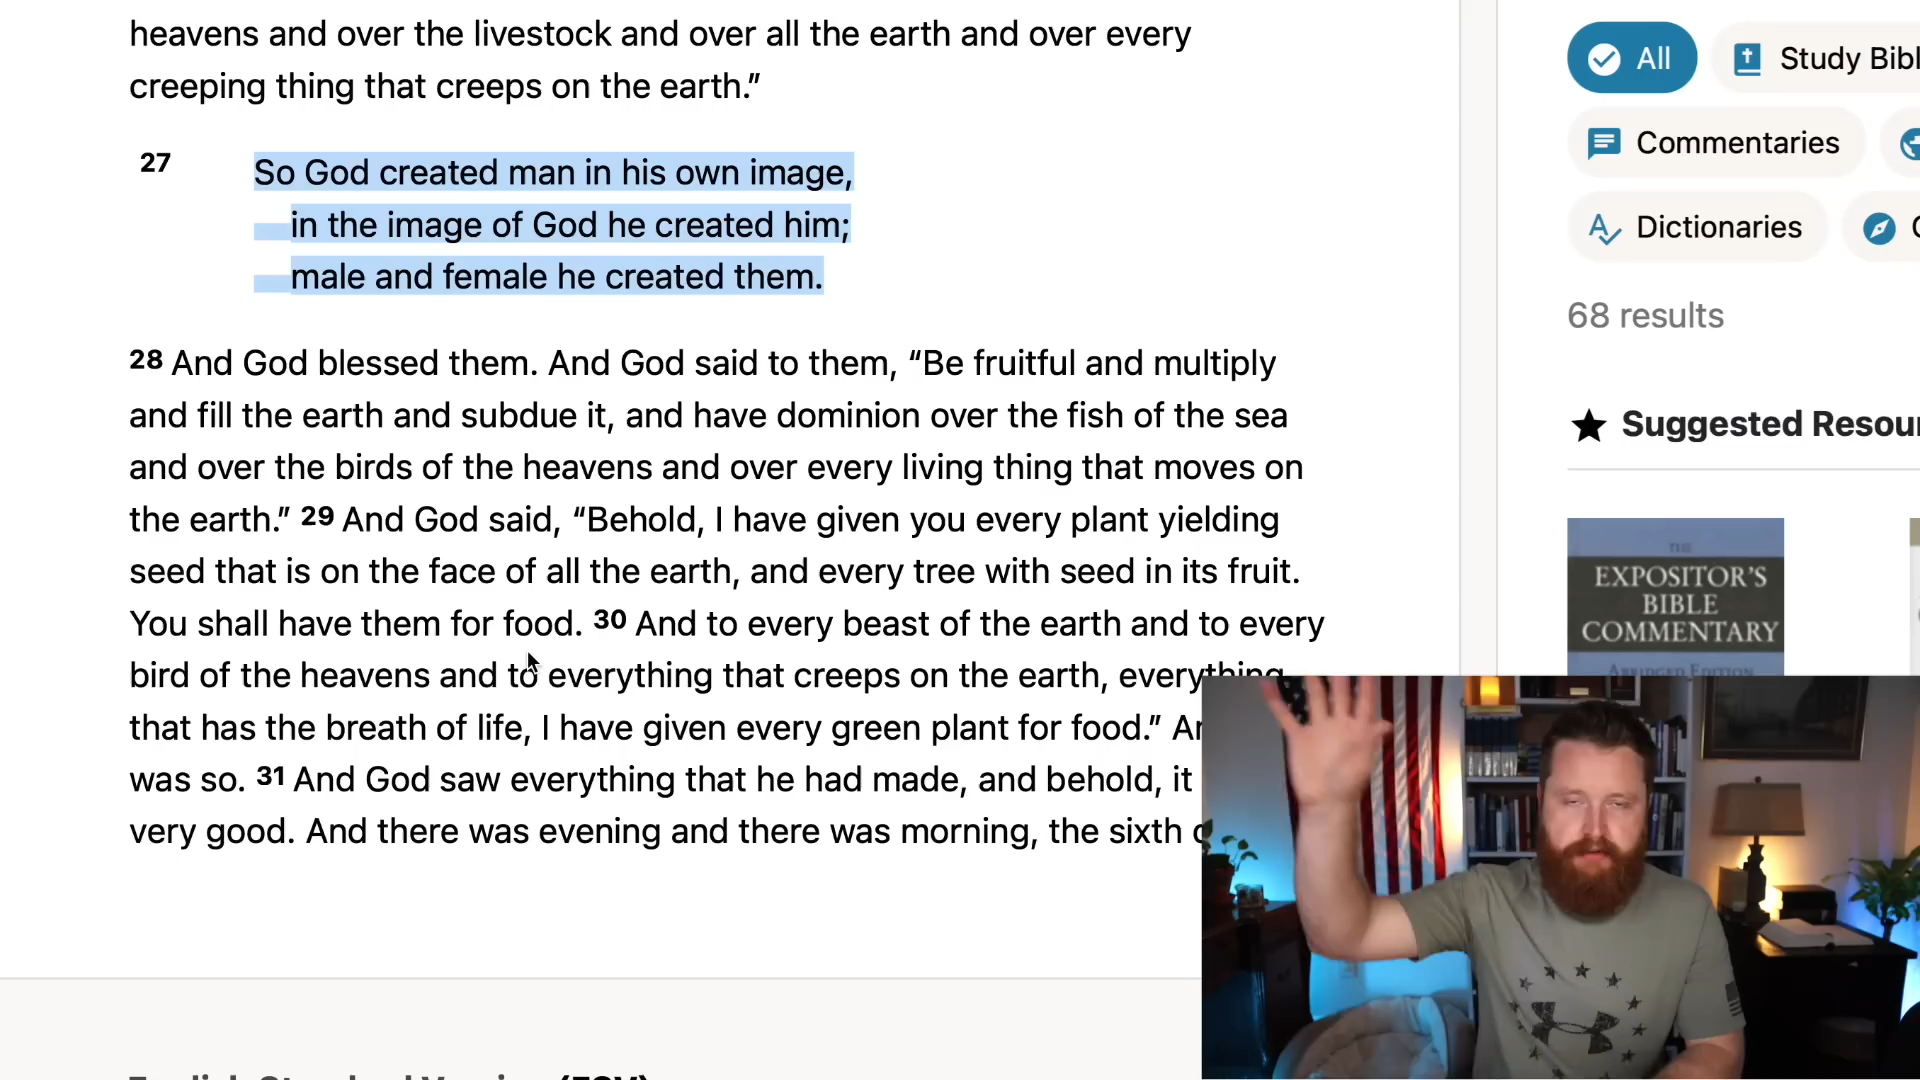 heavens and over the livestock and over all the earth and over every
creeping thing that creeps on the earth.”
27 So God created man in his own image,
in the image of God he created him;
male and female he created them.
28 And God blessed them. And God said to them, “Be fruitful and multiply
and fill the earth and subdue it, and have dominion over the fish of the sea
and over the birds of the heavens and over every living thing that moves on
the earth.” 29 And God said, “Behold, I have given you every plant yielding
seed that is on the face of all the earth, and every tree with seed in its fruit.
You shall have them for food. 30 And to every beast of the earth and to every
bird of the heavens and to everything that creeps on the earth, everything
that has the breath of life, I have given every green plant for food.”
was so. 31 And God saw everything that he had made, and behold, it
very good. And there was evening and there was morning, the sixth
All
Study Bibl
Commentaries
Dictionaries
68 results
Suggested Resou
THE
EXPOSITOR'S
BIBLE
COMMENTARY
ABRIDGED EDITION